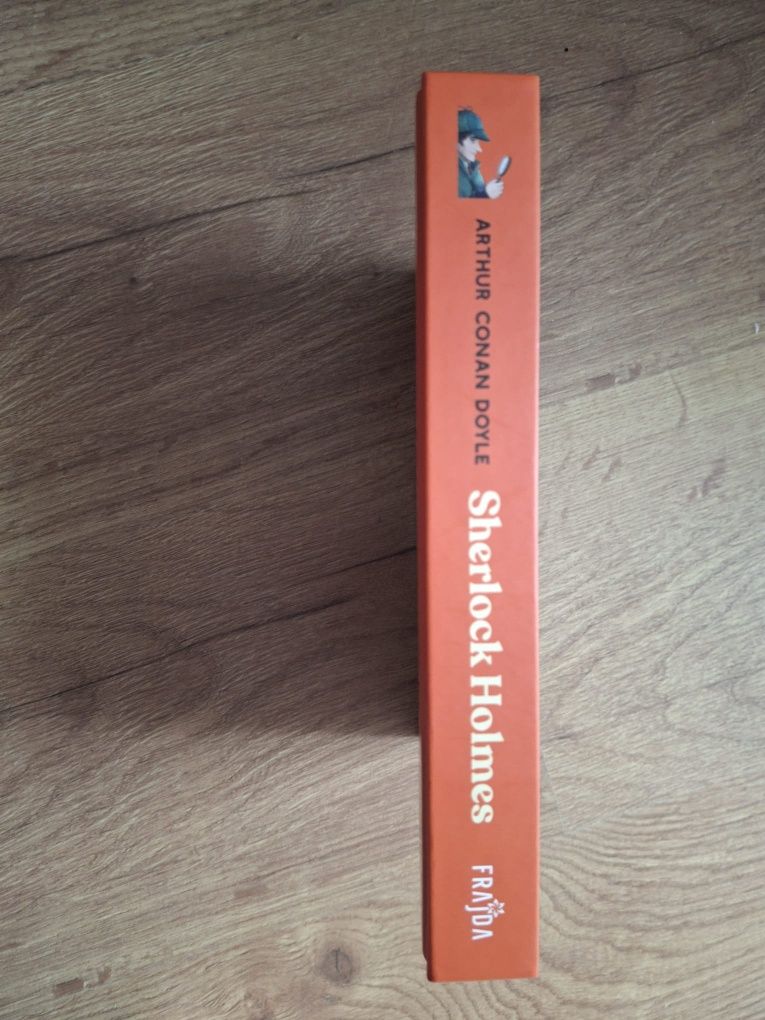 ARTHUR CONAN DOYLE
Sherlock Holmes
FRAJDA